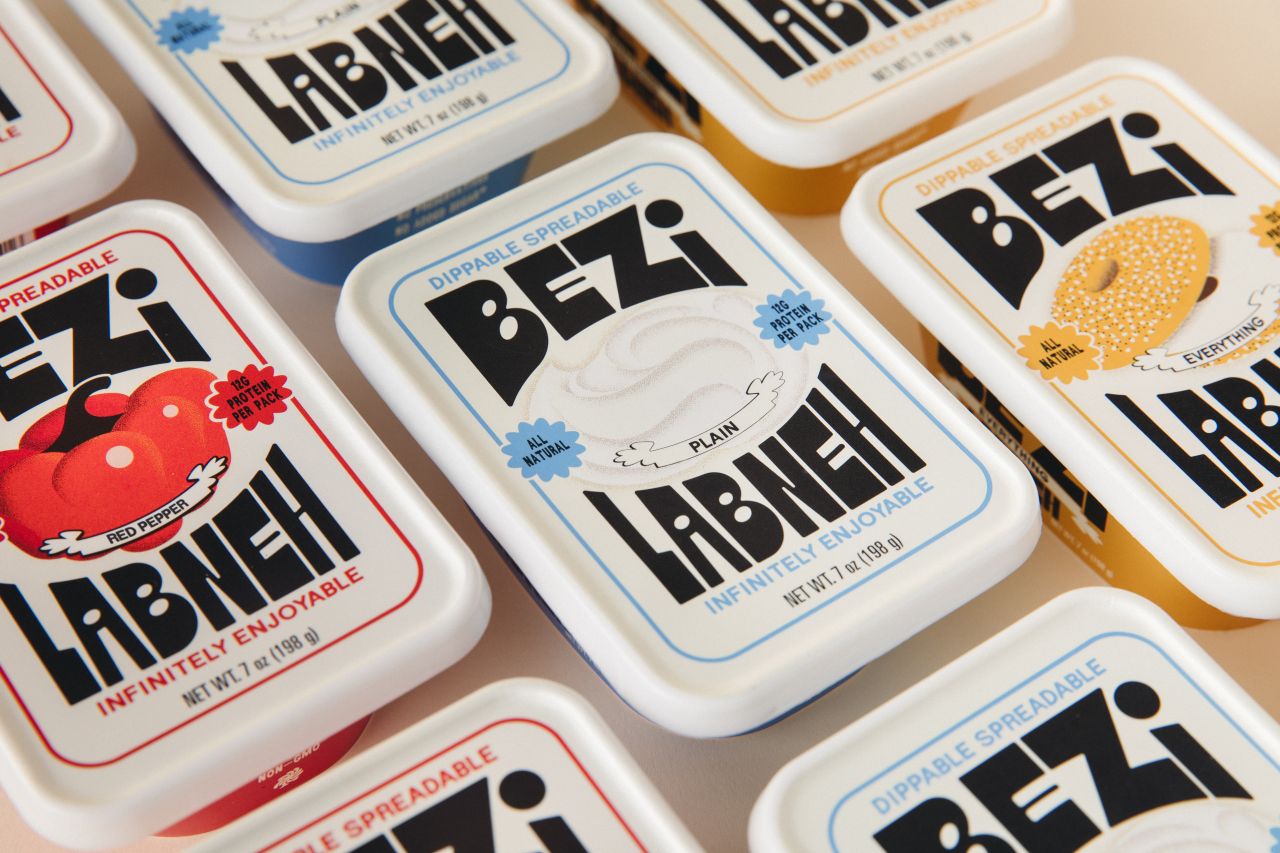 ALL
NATURAL
PLAIN
LABNEH
INFINITELY ENJOYABLE
NET WT. 7 oz (198 g)
LABNEH
INFINITELY ENJOYABLE
NET WT. 7 oz (198 g)
SPREADABLE
BEZi
12G
PROTEIN
PER PACK
RED PEPPER
LABNEH
INFINITELY ENJOYABLE
NET WT. 7 oz (198 g)
NON-GMO
DIPPABLE SPREADABLE
BEZi
12G
PROTEIN
PER PACK
ALL
NATURAL
PLAIN
LABNEH
INFINITELY ENJOYABLE
NET WT. 7 oz (198 g)
DIPPABLE SPREADABLE
BEZi
ALL
NATURAL
EVERYTHING
EVERYTHING
SPREADABLE
BEZi
DIPPABLE SPREADABLE
BEZi